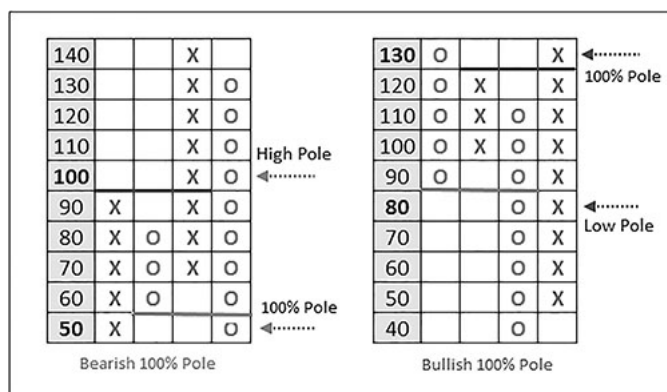 140 X
130 X O
120 X O
110 X O
100 X O
90 X X O
80 X O X O
70 X O X O
60 X O O
50 X O
High Pole
100% Pole
Bearish 100% Pole
130 O X
120 O X X
110 O X O X
100 O X O X
90 O O X
80 O X
70 O X
60 O X
50 O X
40 O
100% Pole
Low Pole
Bullish 100% Pole